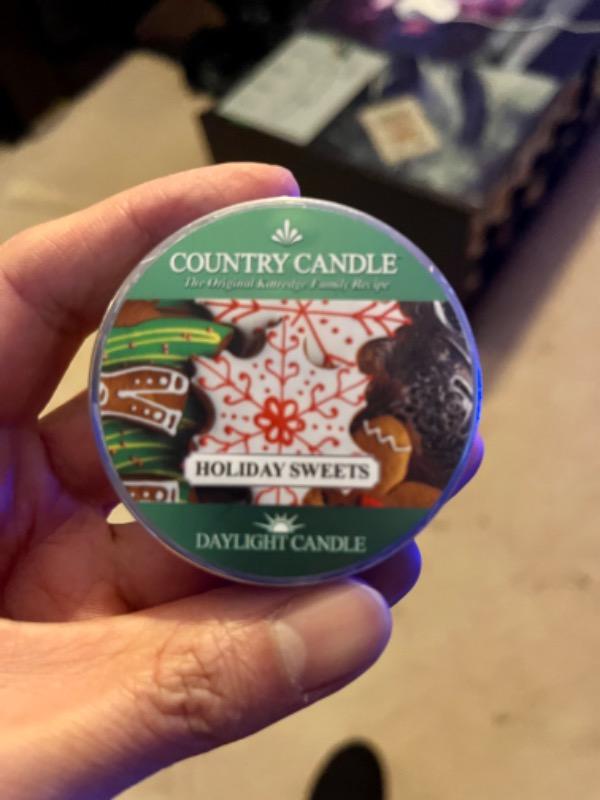 COUNTRY CANDLE
The Original Kittredge Family Recipe
HOLIDAY SWEETS
DAYLIGHT CANDLE